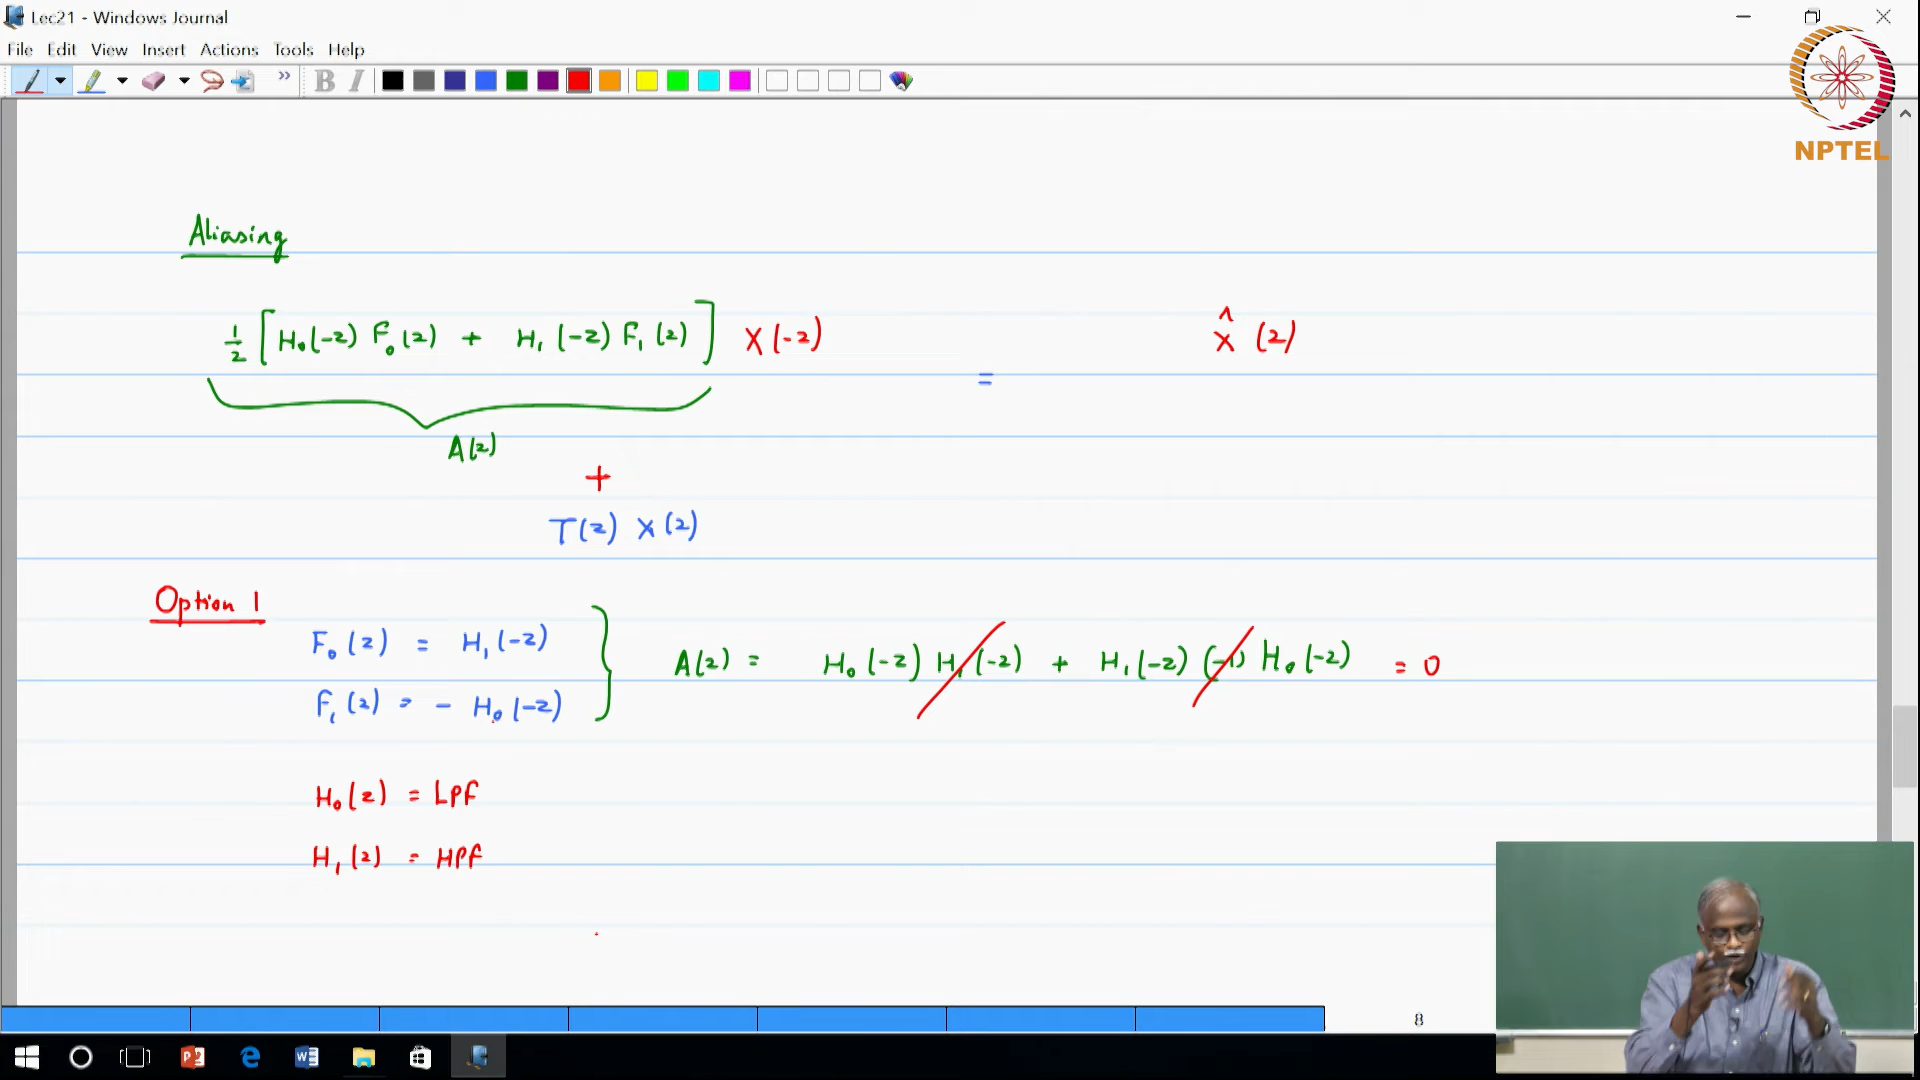 Lec21 - Windows Journal
File Edit View Insert Actions Tools Help
B I
NPTEL
Aliasing
1/2 [H₀(-z) F₀(z) + H₁(-z) F₁(z)] X(-z) = X̂(z)
A(z)
+
T(z) X(z)
Option 1
F₀(z) = H₁(-z)
F₁(z) = - H₀(-z)
A(z) = H₀(-z) H₁(-z) + H₁(-z) (-1) H₀(-z) = 0
H₀(z) = LPF
H₁(z) = HPF
8